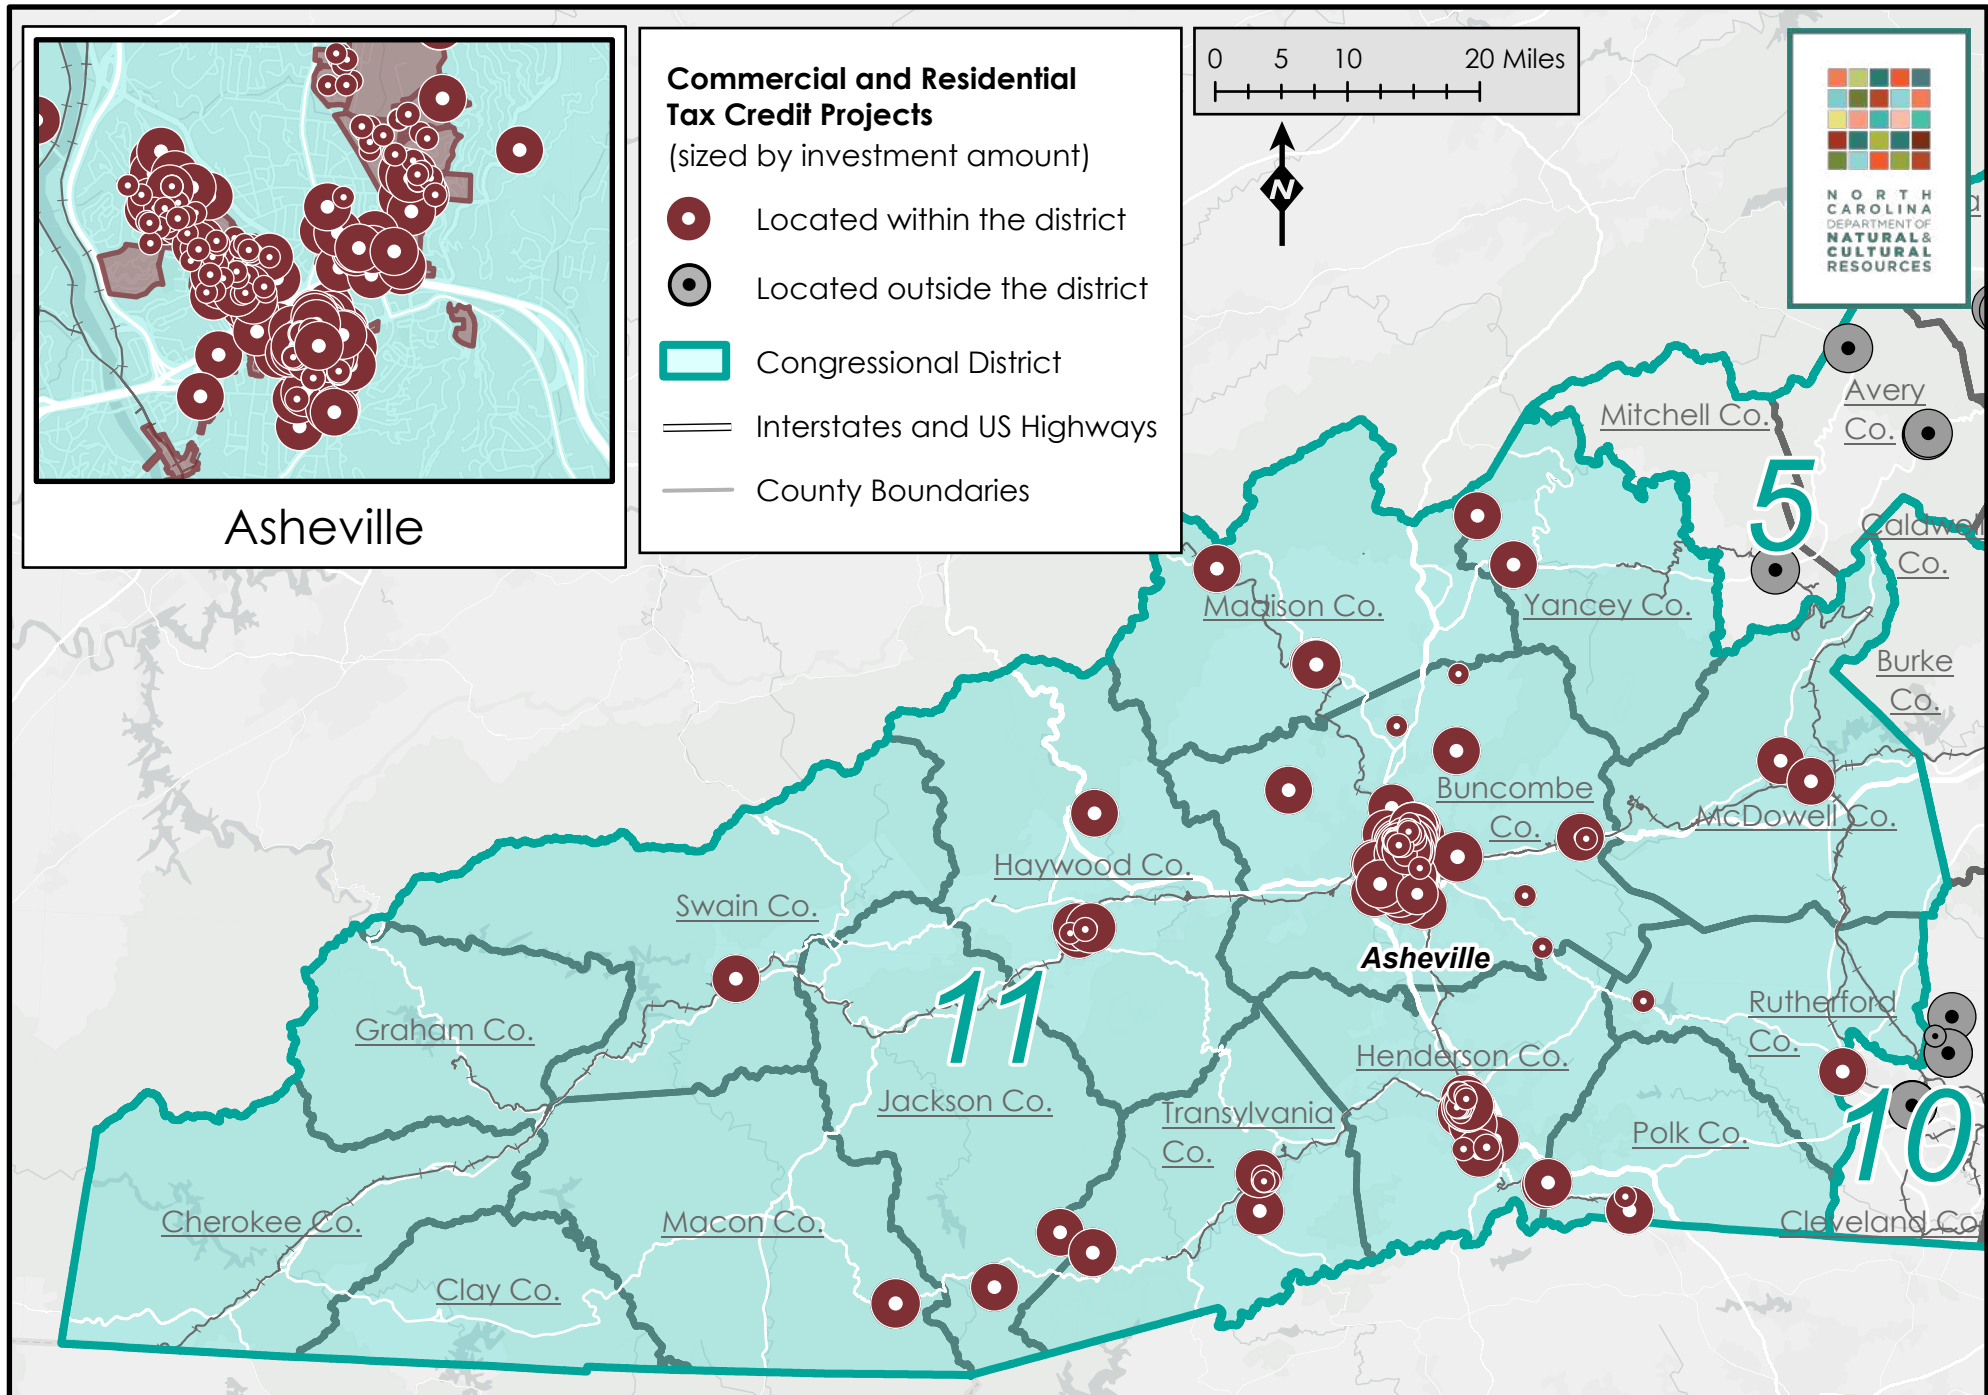 Asheville
Commercial and Residential
Tax Credit Projects
(sized by investment amount)
Located within the district
Located outside the district
Congressional District
Interstates and US Highways
County Boundaries
0 5 10 20 Miles
N
NORTH
CAROLINA
DEPARTMENT OF
NATURAL &
CULTURAL
RESOURCES
Avery
Co.
Mitchell Co.
5
Caldwell
Co.
Madison Co.
Yancey Co.
Burke
Co.
Buncombe
Co.
McDowell Co.
Haywood Co.
Swain Co.
Asheville
11
Graham Co.
Rutherford
Co.
Henderson Co.
Jackson Co.
Transylvania
Co.
Polk Co.
10
Cherokee Co.
Macon Co.
Cleveland Co
Clay Co.